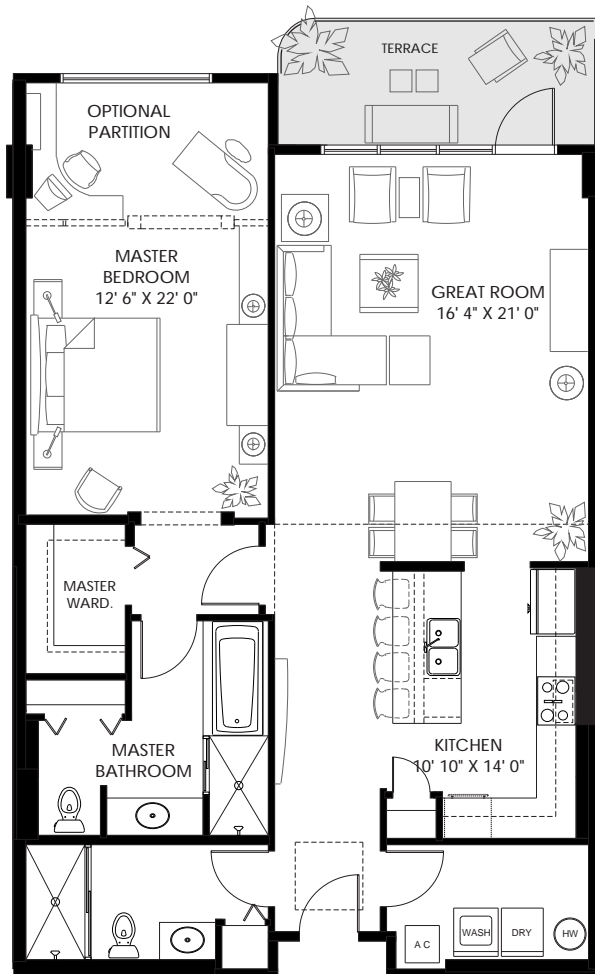 TERRACE
OPTIONAL
PARTITION
MASTER
BEDROOM
12' 6" X 22' 0"
GREAT ROOM
16' 4" X 21' 0"
MASTER
WARD.
MASTER
BATHROOM
KITCHEN
10' 10" X 14' 0"
A C
WASH
DRY
HW